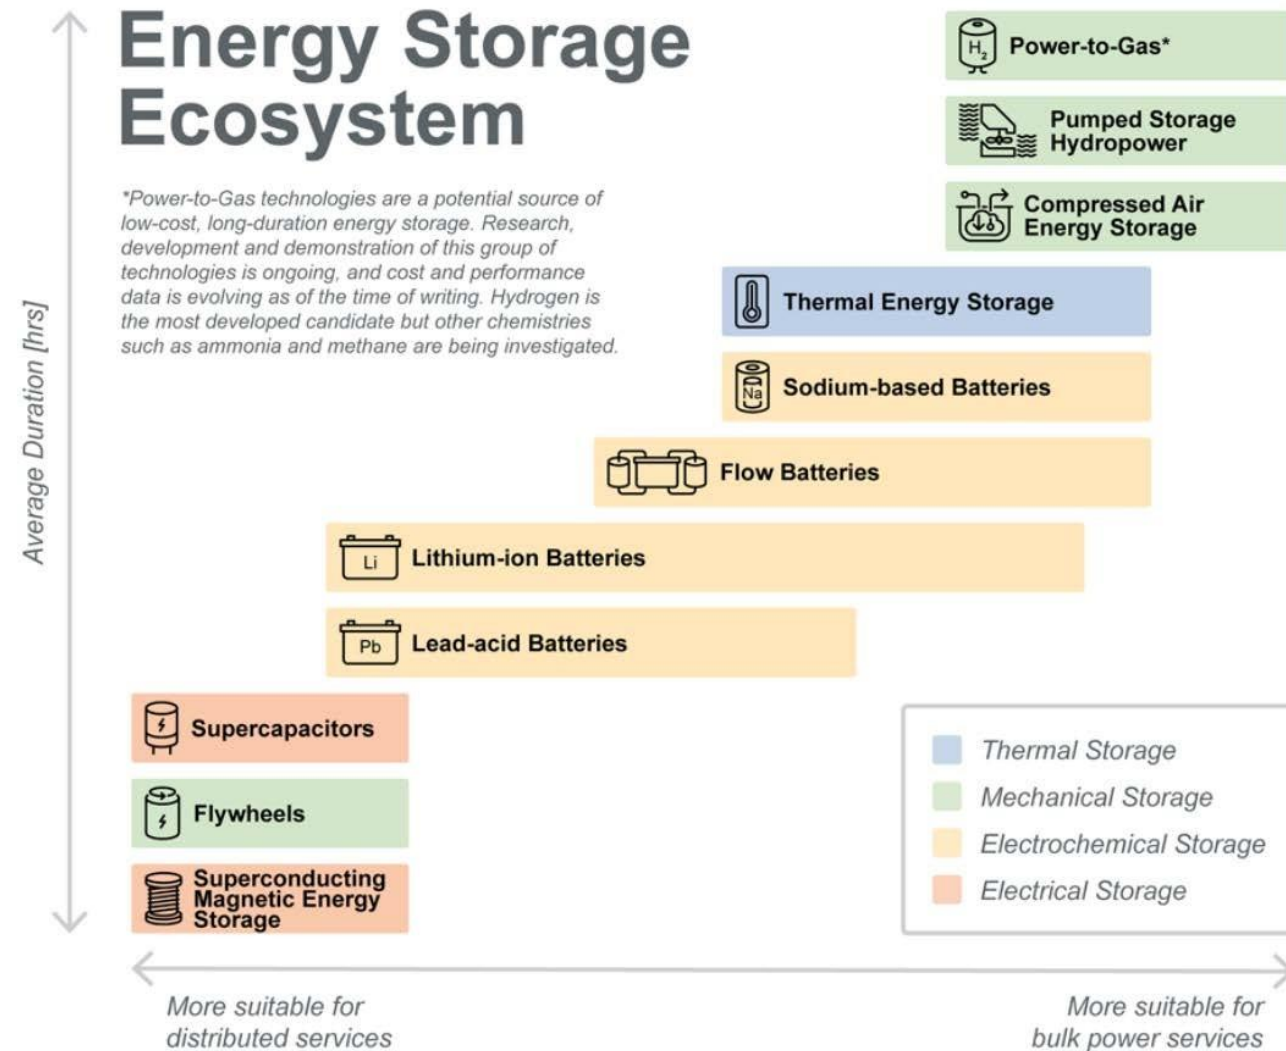 Energy Storage
Ecosystem
*Power-to-Gas technologies are a potential source of
low-cost, long-duration energy storage. Research,
development and demonstration of this group of
technologies is ongoing, and cost and performance
data is evolving as of the time of writing. Hydrogen is
the most developed candidate but other chemistries
such as ammonia and methane are being investigated.
Average Duration [hrs]
H2
Power-to-Gas*
Pumped Storage
Hydropower
Compressed Air
Energy Storage
Thermal Energy Storage
Na
Sodium-based Batteries
Flow Batteries
Li
Lithium-ion Batteries
Pb
Lead-acid Batteries
Supercapacitors
Flywheels
Superconducting
Magnetic Energy
Storage
Thermal Storage
Mechanical Storage
Electrochemical Storage
Electrical Storage
More suitable for
distributed services
More suitable for
bulk power services